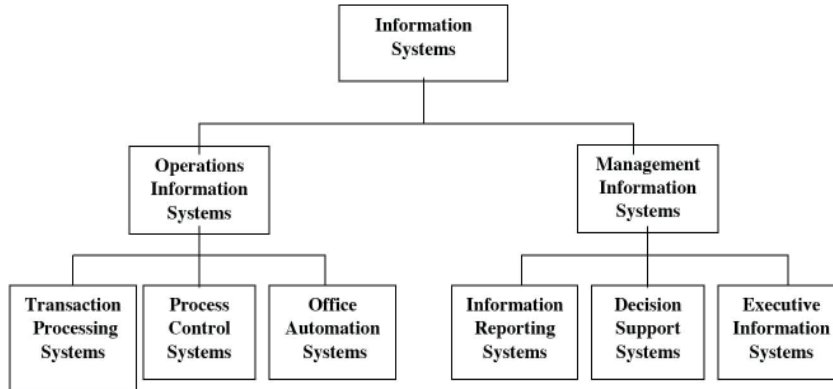 Information
Systems
Operations
Information
Systems
Management
Information
Systems
Transaction
Processing
Systems
Process
Control
Systems
Office
Automation
Systems
Information
Reporting
Systems
Decision
Support
Systems
Executive
Information
Systems